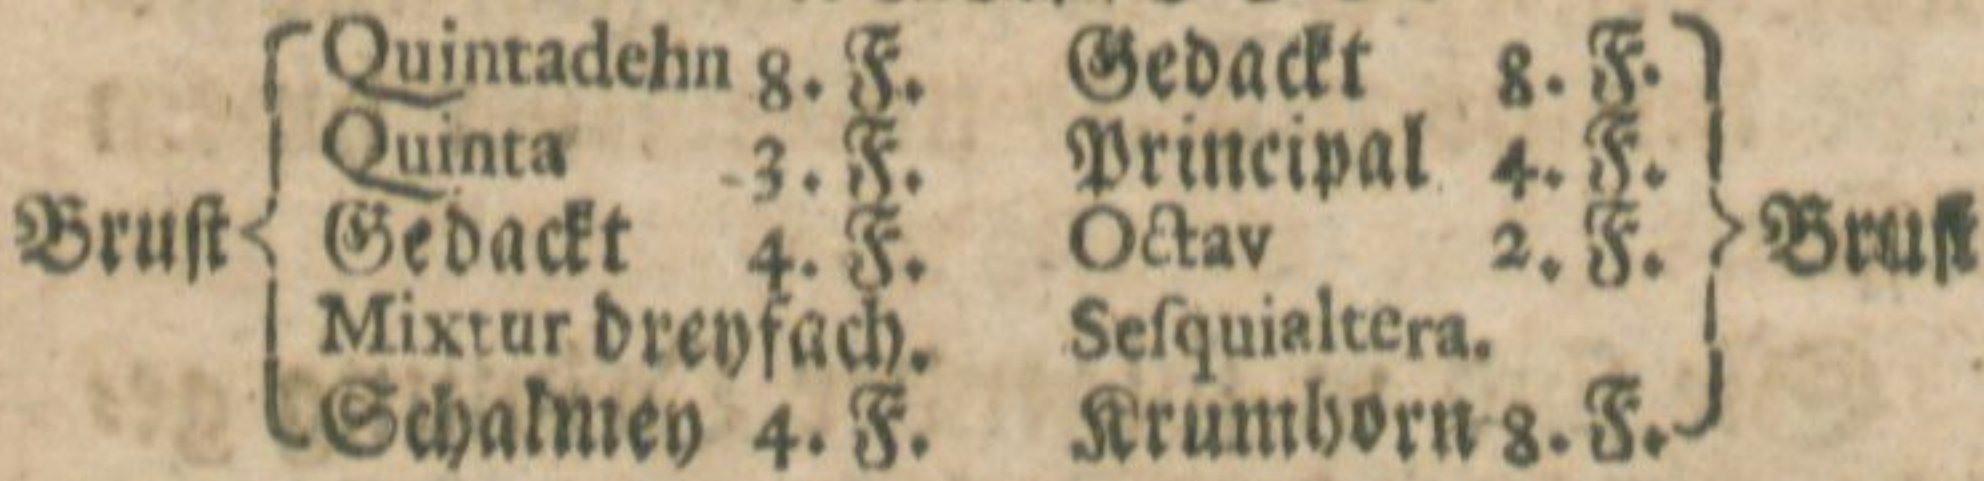 Quintadehn 8. F. Gedackt 8. F.
Quinta 3. F. Principal 4. F.
Brust Gedackt 4. F. Octav 2. F. Brust
Mixtur dreyfach. Sesquialtera.
Schalmey 4. F. Krumhorn 8. F.